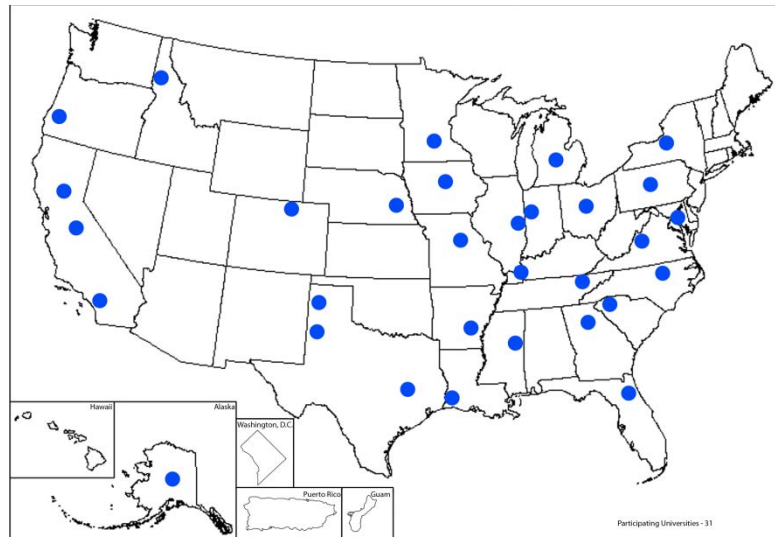 Hawaii
Alaska
Washington, D.C.
Puerto Rico
Guam
Participating Universities - 31